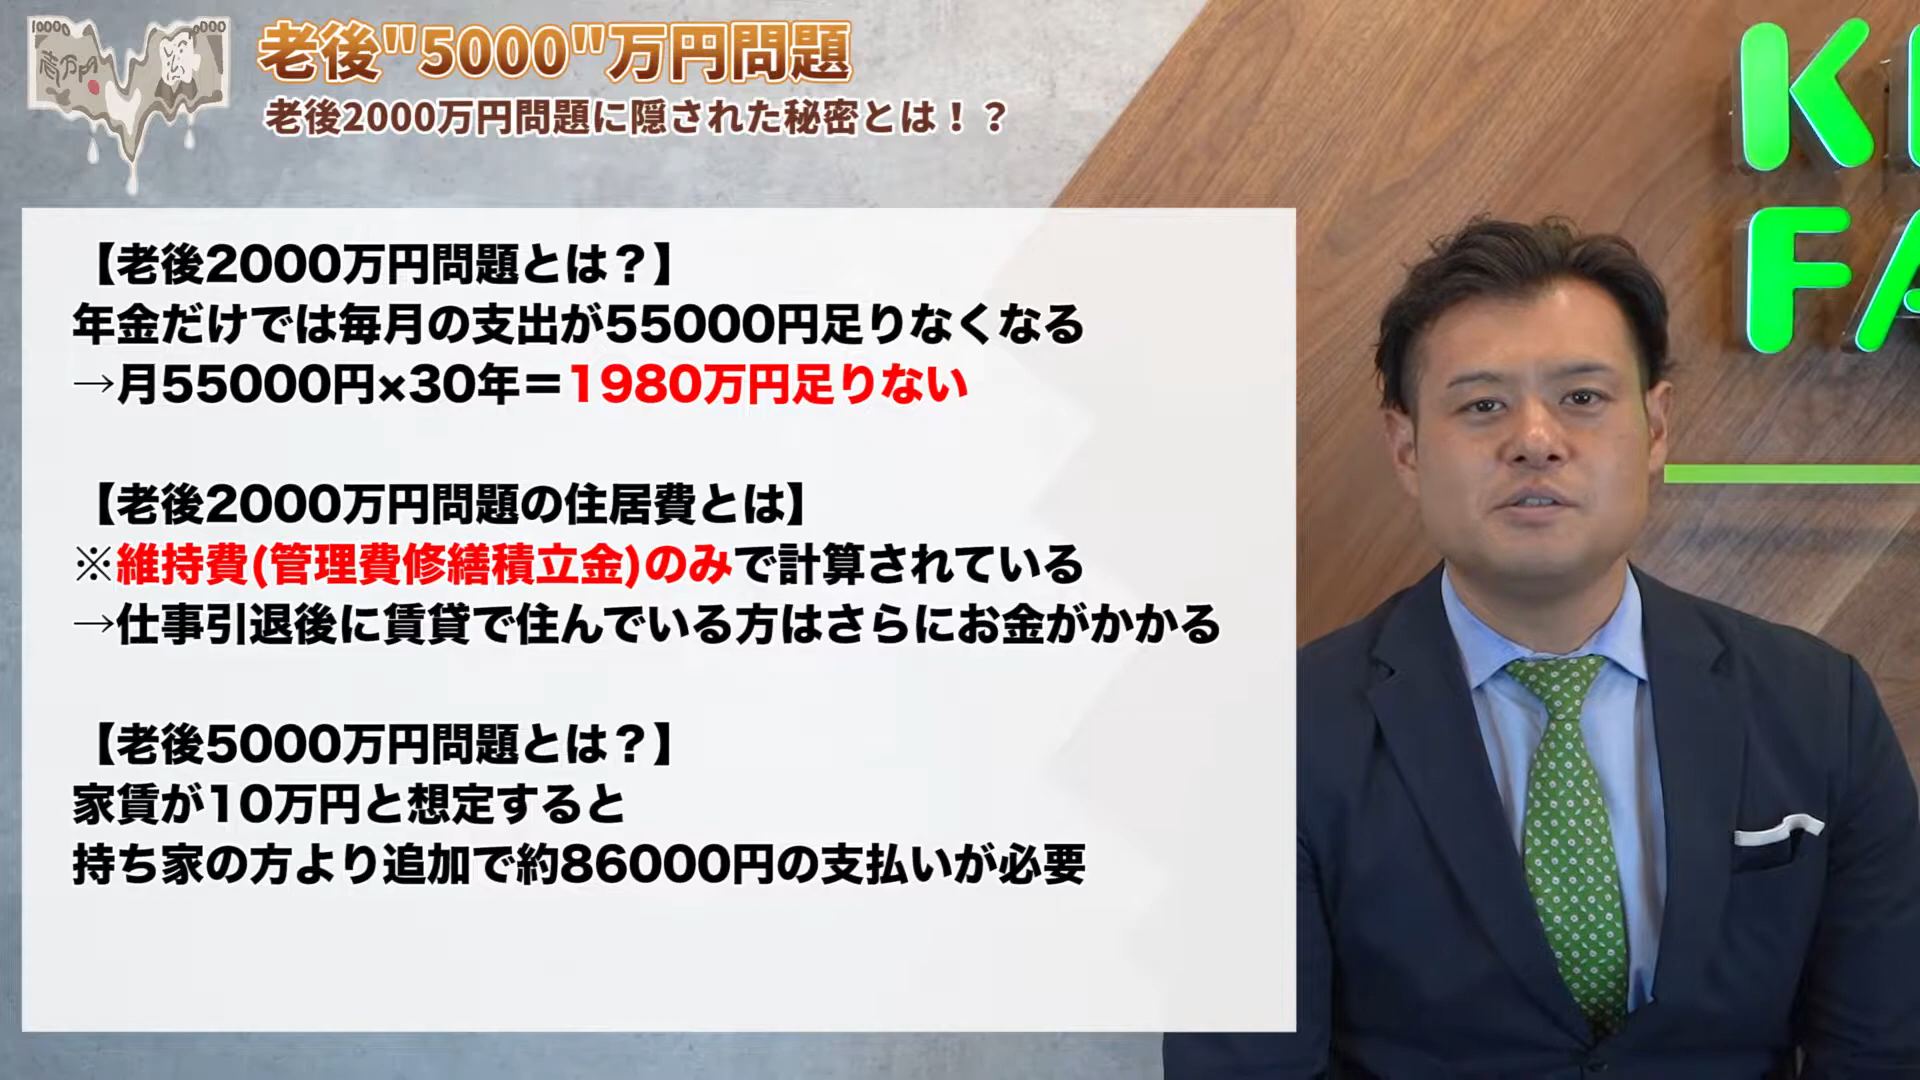 老後"5000"万円問題
老後2000万円問題に隠された秘密とは！？
【老後2000万円問題とは？】
年金だけでは毎月の支出が55000円足りなくなる
→月55000円×30年＝1980万円足りない
【老後2000万円問題の住居費とは】
※維持費(管理費修繕積立金)のみで計算されている
→仕事引退後に賃貸で住んでいる方はさらにお金がかかる
【老後5000万円問題とは？】
家賃が10万円と想定すると
持ち家の方より追加で約86000円の支払いが必要
K
FA